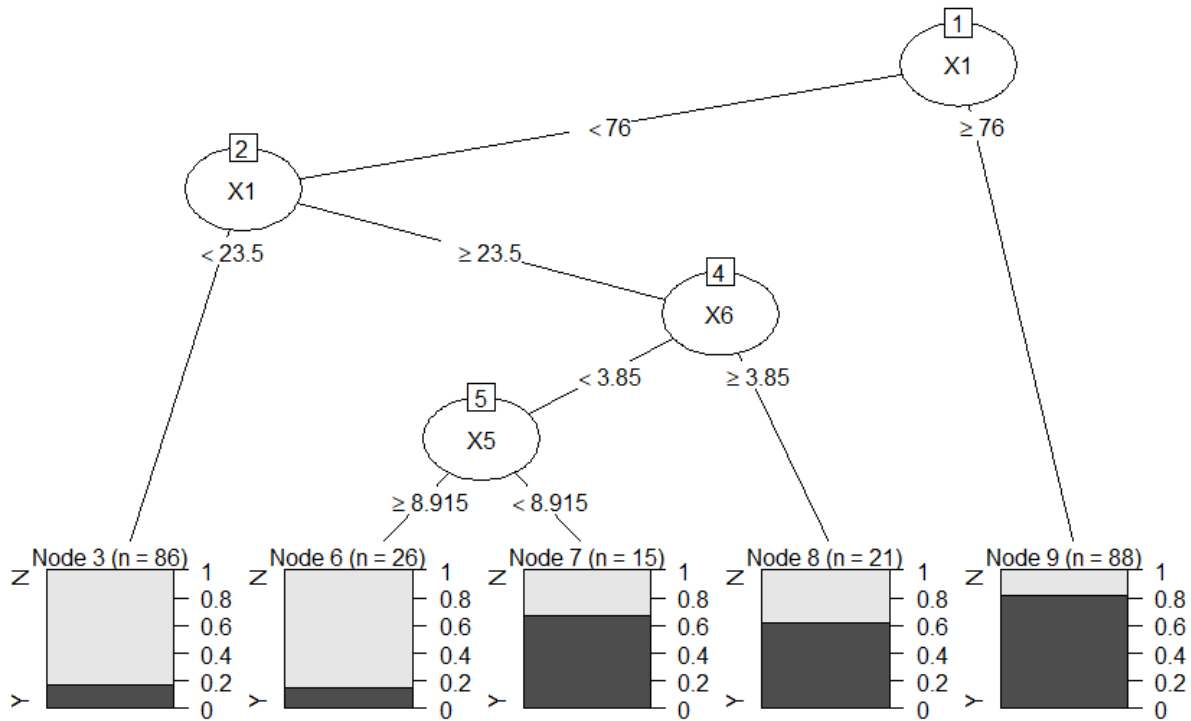 1
X1
< 76
≥ 76
2
X1
< 23.5
≥ 23.5
4
X6
< 3.85
≥ 3.85
5
X5
≥ 8.915
< 8.915
Node 3 (n = 86)
N
Y
1
0.8
0.6
0.4
0.2
0
Node 6 (n = 26)
N
Y
1
0.8
0.6
0.4
0.2
0
Node 7 (n = 15)
N
Y
1
0.8
0.6
0.4
0.2
0
Node 8 (n = 21)
N
Y
1
0.8
0.6
0.4
0.2
0
Node 9 (n = 88)
N
Y
1
0.8
0.6
0.4
0.2
0